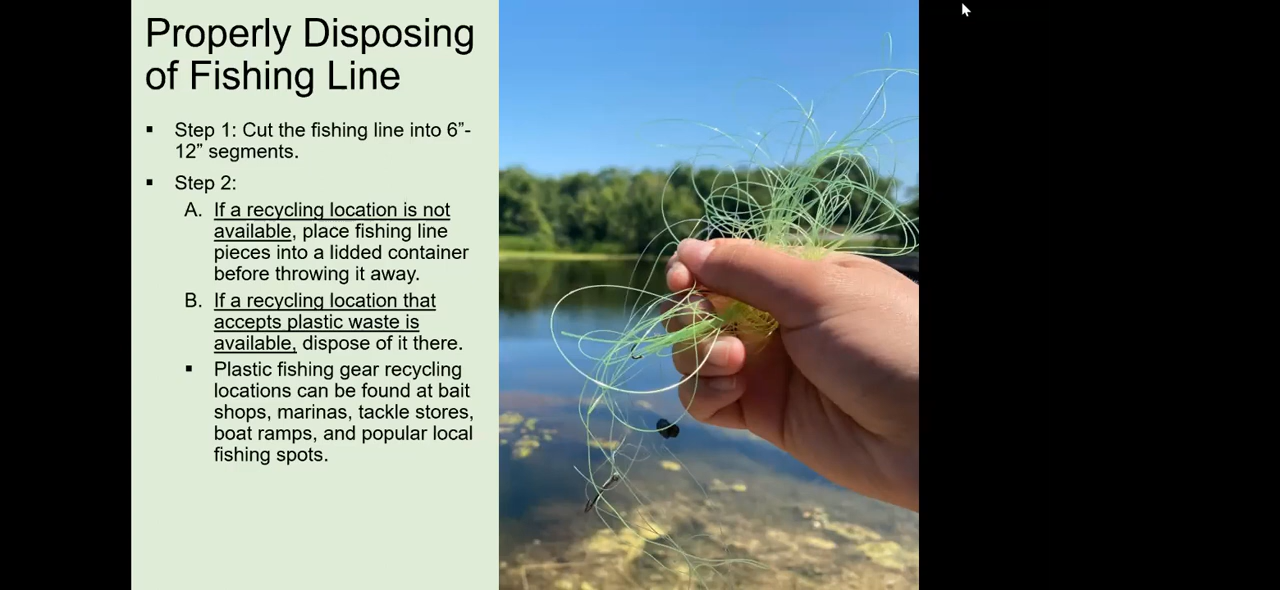 Properly Disposing
of Fishing Line
▪ Step 1: Cut the fishing line into 6”-
12” segments.
▪ Step 2:
A. If a recycling location is not
available, place fishing line
pieces into a lidded container
before throwing it away.
B. If a recycling location that
accepts plastic waste is
available, dispose of it there.
▪ Plastic fishing gear recycling
locations can be found at bait
shops, marinas, tackle stores,
boat ramps, and popular local
fishing spots.